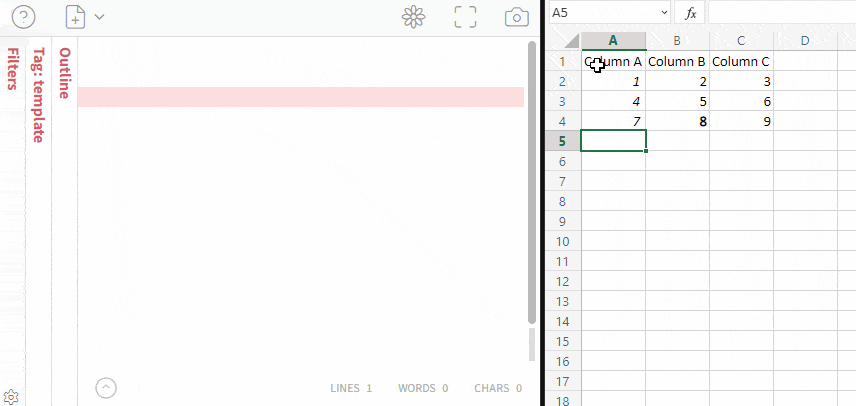 ?
Filters
Tag: template
Outline
LINES 1 WORDS 0 CHARS 0
A5 fx
A B C D
1 Column A Column B Column C
2 1 2 3
3 4 5 6
4 7 8 9
5
6
7
8
9
10
11
12
13
14
15
16
17
18